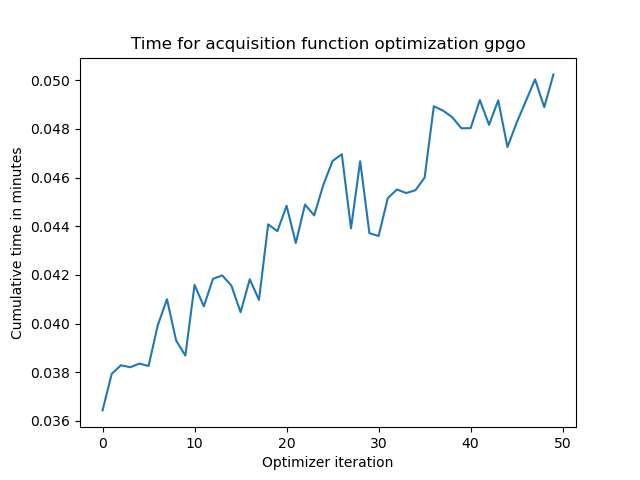 Time for acquisition function optimization gpgo
0.050
0.048
0.046
0.044
0.042
0.040
0.038
0.036
Cumulative time in minutes
0 10 20 30 40 50
Optimizer iteration